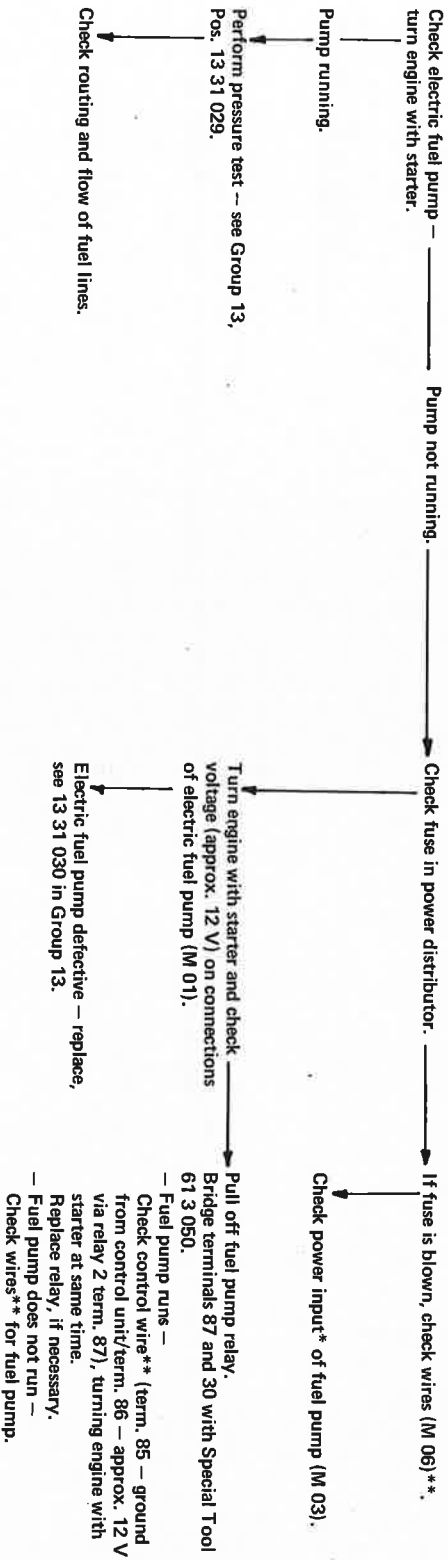 Check electric fuel pump —
turn engine with starter.
Pump running.
Perform pressure test — see Group 13,
Pos. 13 31 029.
Check routing and flow of fuel lines.
Pump not running.
Check fuse in power distributor.
Turn engine with starter and check
voltage (approx. 12 V) on connections
of electric fuel pump (M 01).
Electric fuel pump defective — replace,
see 13 31 030 in Group 13.
If fuse is blown, check wires (M 06)**.
Check power input* of fuel pump (M 03).
Pull off fuel pump relay.
Bridge terminals 87 and 30 with Special Tool
61 3 050.
— Fuel pump runs —
Check control wire** (term. 85 — ground
from control unit/term. 86 — approx. 12 V
via relay 2 term. 87), turning engine with
starter at same time.
Replace relay, if necessary.
— Fuel pump does not run —
Check wires** for fuel pump.